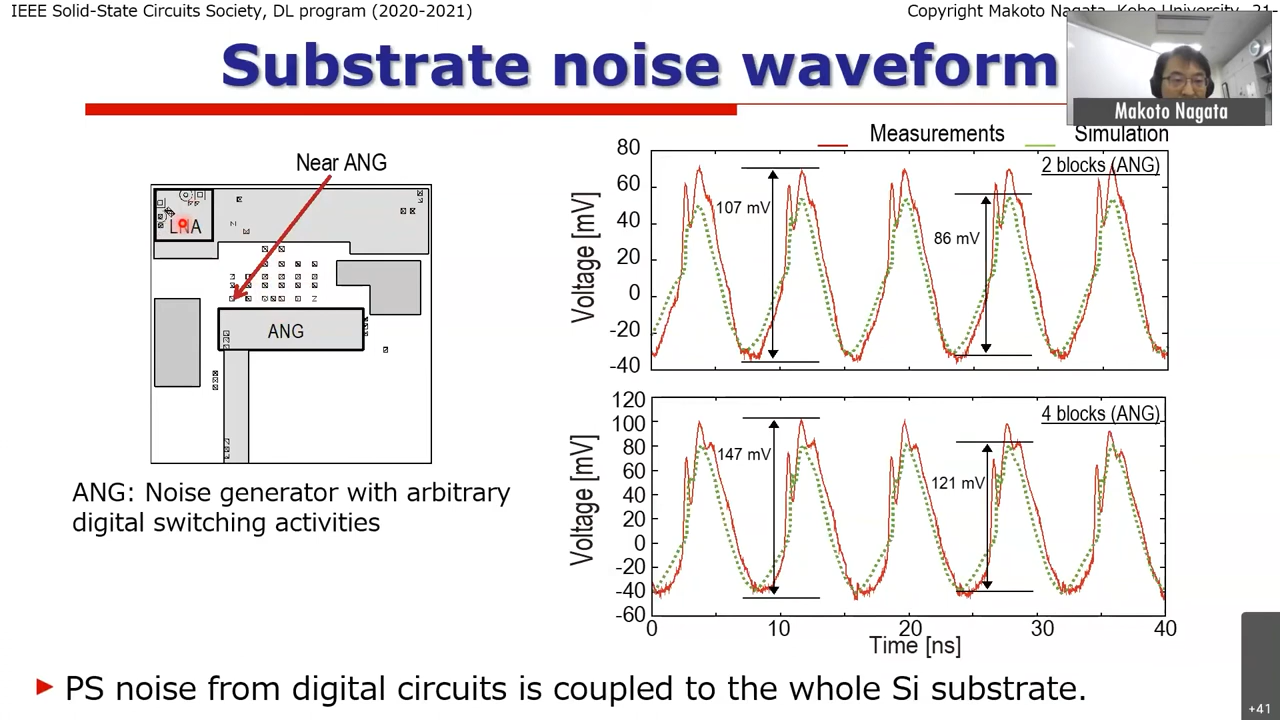 IEEE Solid-State Circuits Society, DL program (2020-2021)
Copyright Makoto Nagata, Kobe University, 21-
Substrate noise waveform
Makoto Nagata
Near ANG
LNA
ANG
ANG: Noise generator with arbitrary
digital switching activities
Measurements
Simulation
2 blocks (ANG)
Voltage [mV]
80
60
40
20
0
-20
-40
107 mV
86 mV
4 blocks (ANG)
Voltage [mV]
120
100
80
60
40
20
0
-20
-40
-60
147 mV
121 mV
0
10
20
30
40
Time [ns]
PS noise from digital circuits is coupled to the whole Si substrate.
+41